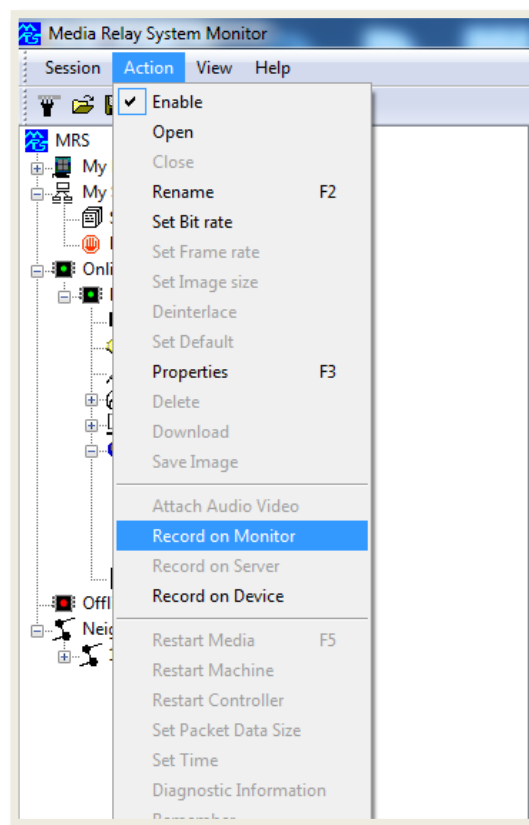 Media Relay System Monitor
Session Action View Help
Enable
MRS
Open
My
Close
My
Rename F2
Set Bit rate
Set Frame rate
Onli
Set Image size
Deinterlace
Set Default
Properties F3
Delete
Download
Save Image
Attach Audio Video
Record on Monitor
Record on Server
Record on Device
Offl
Neig
Restart Media F5
Restart Machine
Restart Controller
Set Packet Data Size
Set Time
Diagnostic Information